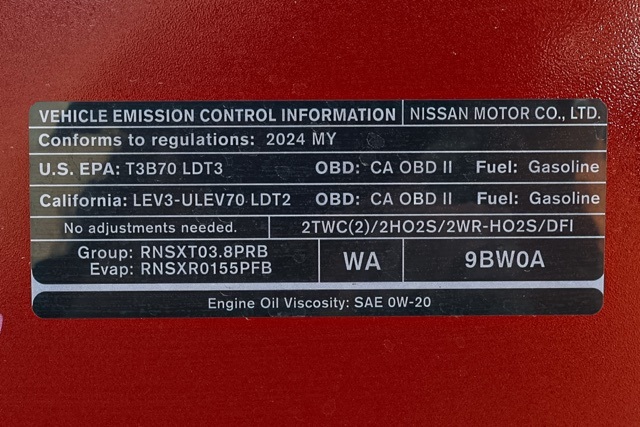 VEHICLE EMISSION CONTROL INFORMATION NISSAN MOTOR CO., LTD.
Conforms to regulations: 2024 MY
U.S. EPA: T3B70 LDT3 OBD: CA OBD II Fuel: Gasoline
California: LEV3-ULEV70 LDT2 OBD: CA OBD II Fuel: Gasoline
No adjustments needed. 2TWC(2)/2HO2S/2WR-HO2S/DFI
Group: RNSXT03.8PRB
Evap: RNSXR0155PFB
WA
9BW0A
Engine Oil Viscosity: SAE 0W-20